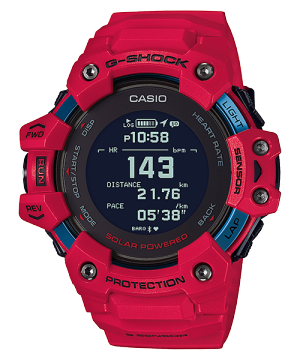 G-SHOCK
CASIO
LIGHT
DISP
FWD
LOG
P10:58
HEART RATE
HR bpm
143
RUN
START/STOP
SENSOR
DISTANCE km
21.76
PACE /km
05'38"
REV
MODE
BACK
LAP
BARO
SOLAR POWERED
PROTECTION